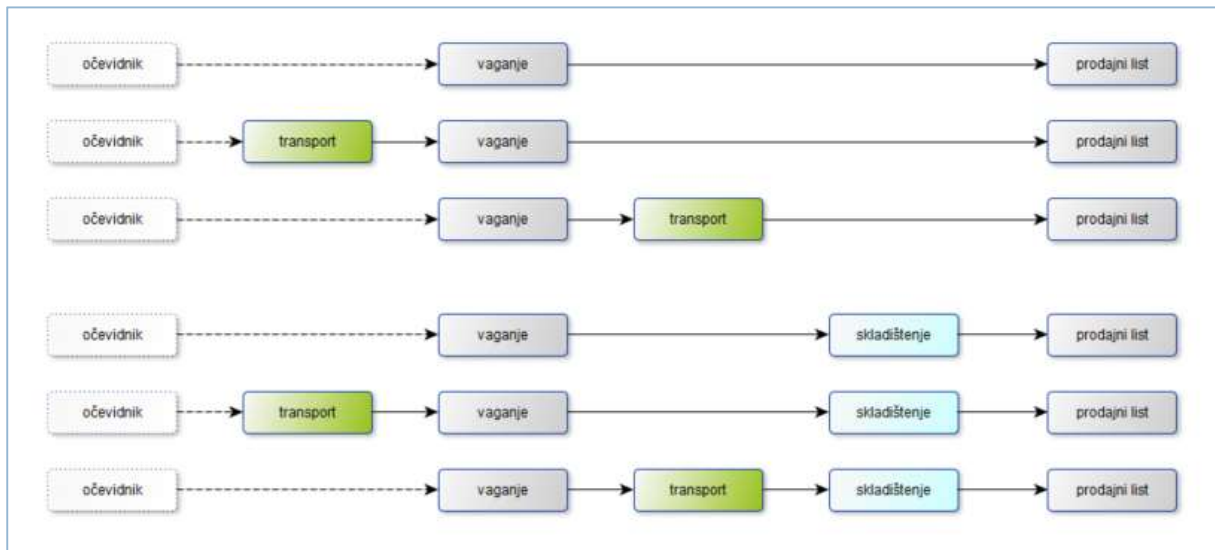 očevidnik
vaganje
prodajni list
očevidnik
transport
vaganje
prodajni list
očevidnik
vaganje
transport
prodajni list
očevidnik
vaganje
skladištenje
prodajni list
očevidnik
transport
vaganje
skladištenje
prodajni list
očevidnik
vaganje
transport
skladištenje
prodajni list